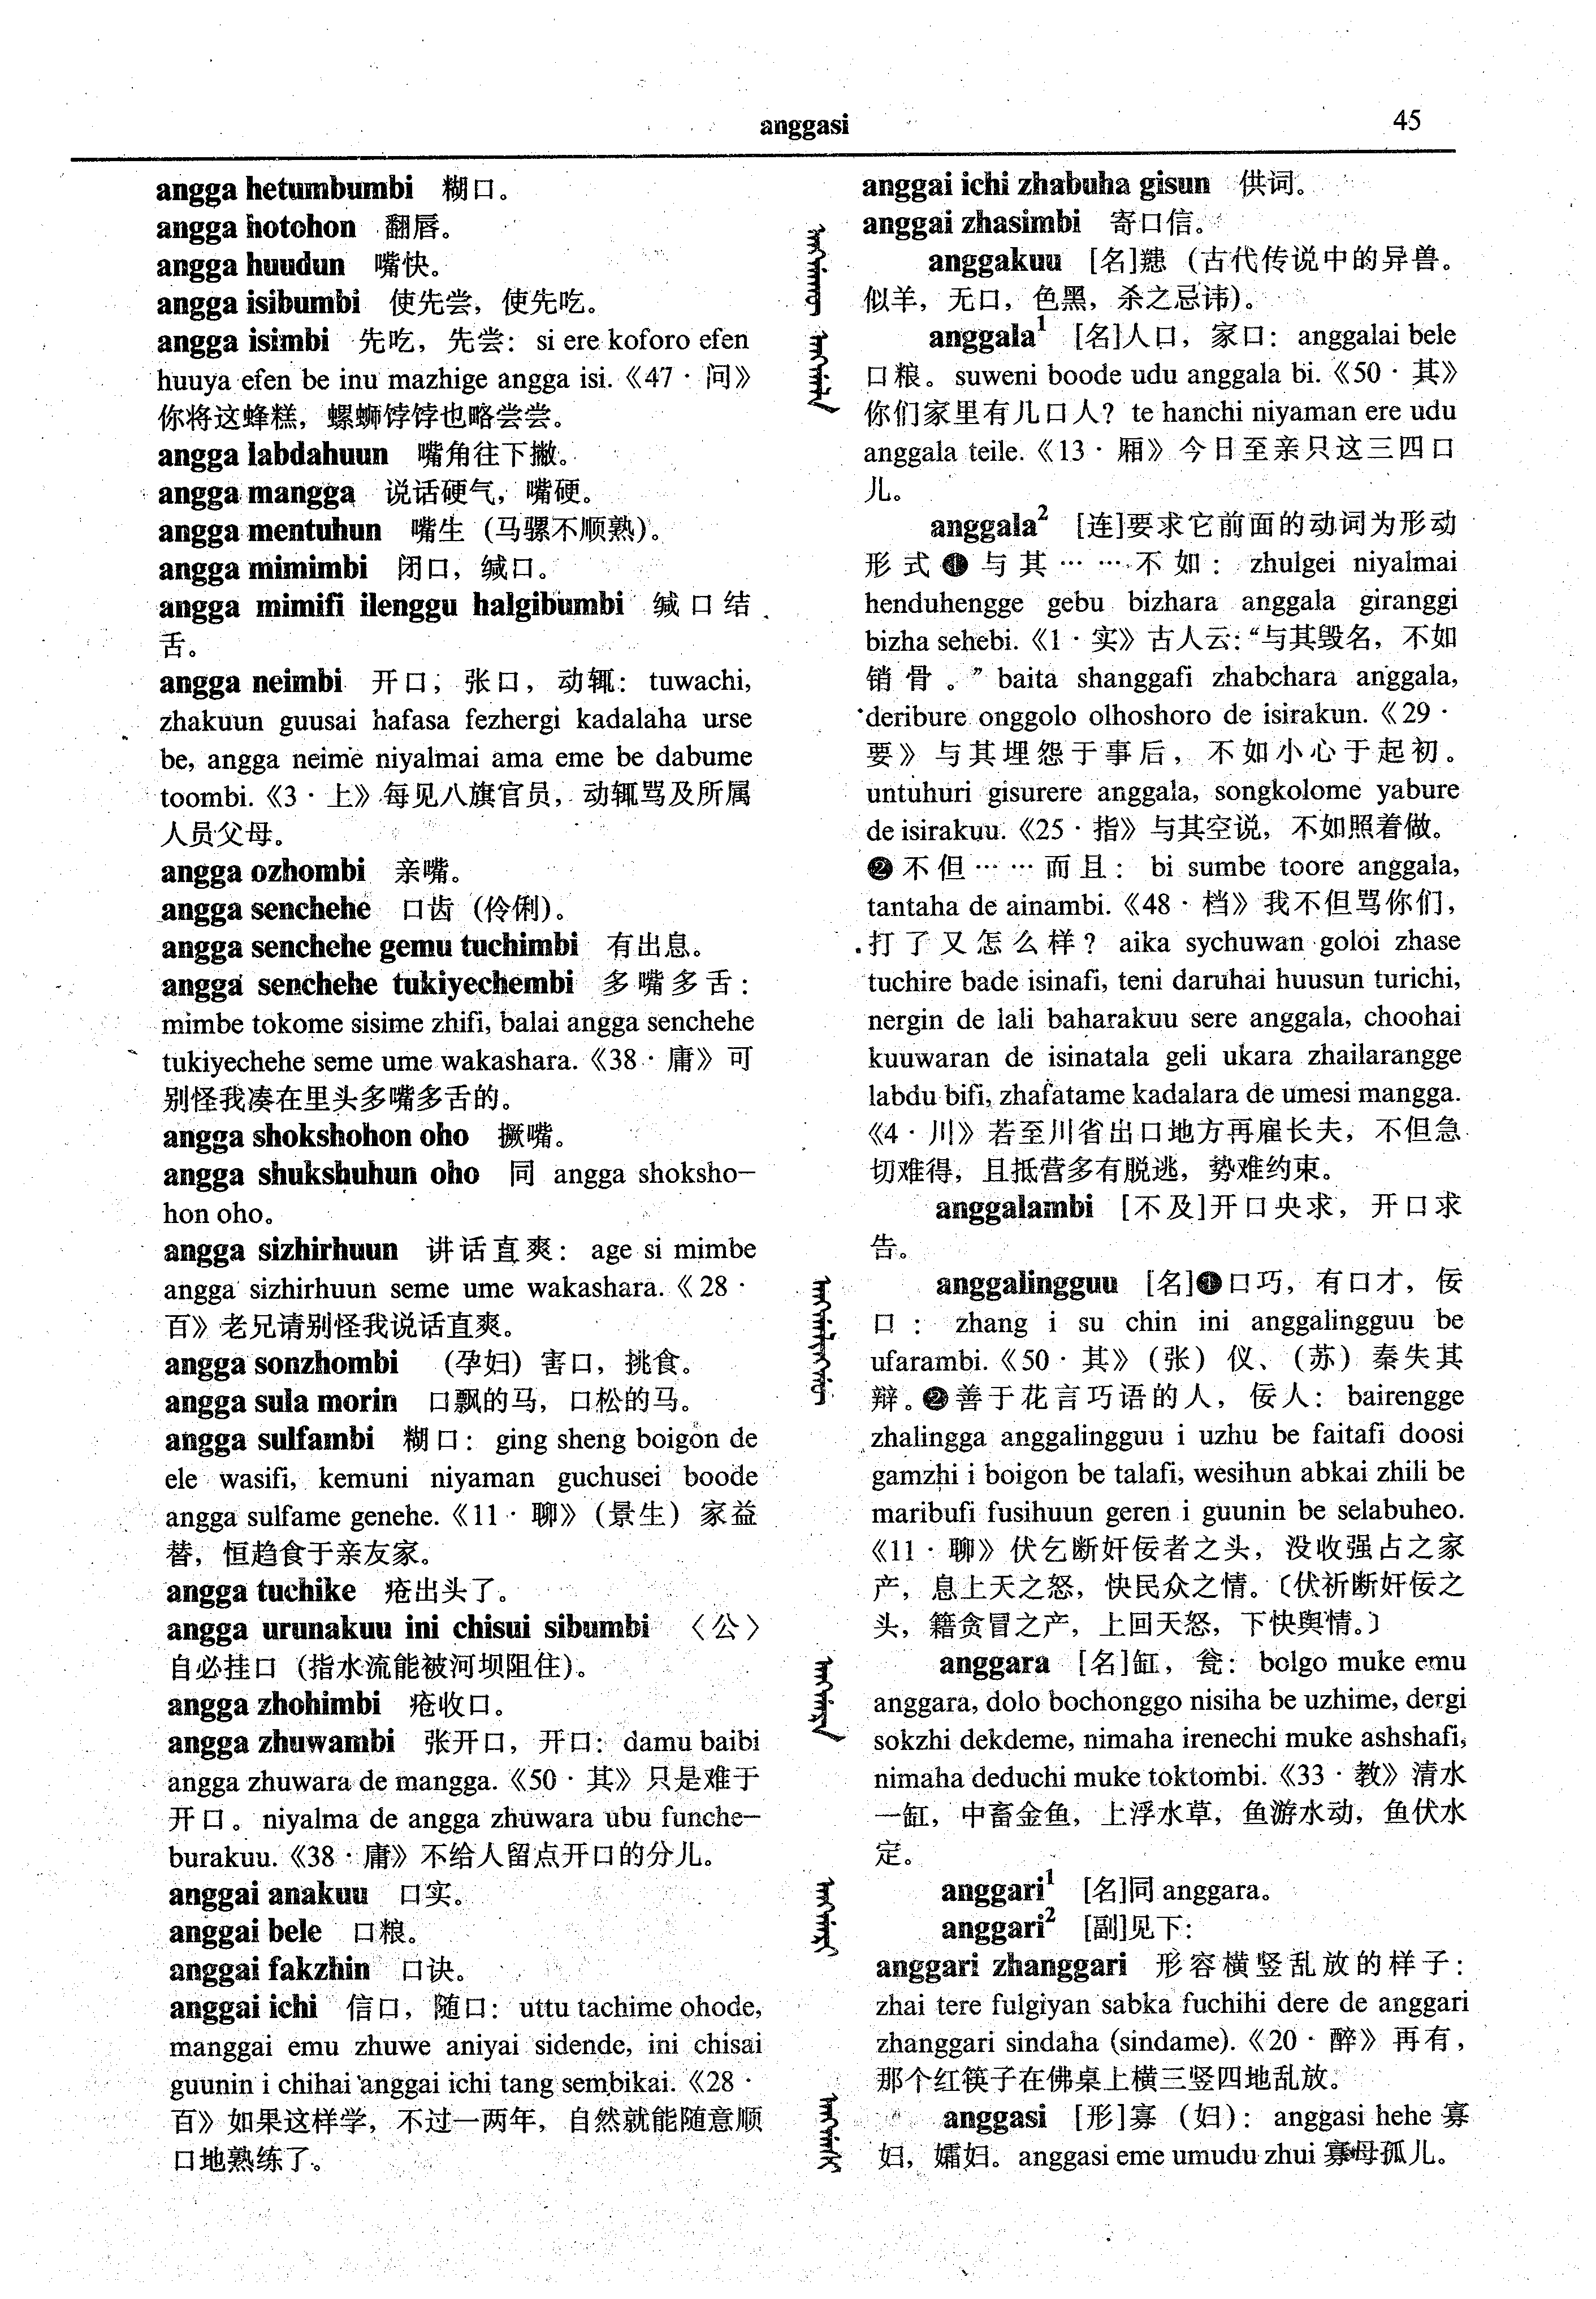 anggasi
45
angga hetumbumbi 糊口。
angga hotohon 翻唇。
angga huudun 嘴快。
angga isibumbi 使先尝，使先吃。
angga isimbi 先吃，先尝：si ere koforo efen
huuya efen be inu mazhige angga isi.《47·问》
你将这蜂糕，螺蛳饽饽也略尝尝。
angga labdahuun 嘴角往下撇。
angga mangga 说话硬气，嘴硬。
angga mentuhun 嘴生（马骡不顺熟）。
angga mimimbi 闭口，缄口。
angga mimifi ilenggu halgibumbi 缄口结
舌。
angga neimbi 开口；张口，动辄：tuwachi,
zhakuun guusai hafasa fezhergi kadalaha urse
be, angga neime niyalmai ama eme be dabume
toombi.《3·上》每见八旗官员，动辄骂及所属
人员父母。
angga ozhombi 亲嘴。
angga senchehe 口齿（伶俐）。
angga senchehe gemu tuchimbi 有出息。
angga senchehe tukiyechembi 多嘴多舌：
mimbe tokome sisime zhifi, balai angga senchehe
tukiyechehe seme ume wakashara.《38·庸》可
别怪我凑在里头多嘴多舌的。
angga shokshohon oho 撅嘴。
angga shukshuhun oho 同 angga shoksho-
hon oho。
angga sizhirhuun 讲话直爽：age si mimbe
angga sizhirhuun seme ume wakashara.《28·
百》老兄请别怪我说话直爽。
angga sonzhombi （孕妇）害口，挑食。
angga sula morin 口飘的马，口松的马。
angga sulfambi 糊口：ging sheng boigon de
ele wasifi, kemuni niyaman guchusei boode
angga sulfame genehe.《11·聊》（景生）家益
替，恒趋食于亲友家。
angga tuchike 疮出头了。
angga urunakuu ini chisui sibumbi 〈公〉
自必挂口（指水流能被河坝阻住）。
angga zhohimbi 疮收口。
angga zhuwambi 张开口，开口：damu baibi
angga zhuwara de mangga.《50·其》只是难于
开口。niyalma de angga zhuwara ubu funche-
burakuu.《38·庸》不给人留点开口的分儿。
anggai anakuu 口实。
anggai bele 口粮。
anggai fakzhin 口诀。
anggai ichi 信口，随口：uttu tachime ohode,
manggai emu zhuwe aniyai sidende, ini chisai
guunin i chihai anggai ichi tang sembikai.《28·
百》如果这样学，不过一两年，自然就能随意顺
口地熟练了。
anggai ichi zhabuha gisun 供词。
anggai zhasimbi 寄口信。
anggakuu [名]（古代传说中的异兽。
似羊，无口，色黑，杀之忌讳）。
anggala¹ [名]人口，家口：anggalai bele
口粮。suweni boode udu anggala bi.《50·其》
你们家里有几口人？te hanchi niyaman ere udu
anggala teile.《13·厢》今日至亲只这三四口
儿。
anggala² [连]要求它前面的动词为形动
形式❶与其……不如：zhulgei niyalmai
henduhengge gebu bizhara anggala giranggi
bizha sehebi.《1·实》古人云：“与其毁名，不如
销骨。”baita shanggafi zhabchara anggala,
deribure onggolo olhoshoro de isirakun.《29·
要》与其埋怨于事后，不如小心于起初。
untuhuri gisurere anggala, songkolome yabure
de isirakuu.《25·指》与其空说，不如照着做。
❷不但……而且：bi sumbe toore anggala,
tantaha de ainambi.《48·档》我不但骂你们，
打了又怎么样？aika sychuwan goloi zhase
tuchire bade isinafi, teni daruhai huusun turichi,
nergin de lali baharakuu sere anggala, choohai
kuuwaran de isinatala geli ukara zhailarangge
labdu bifi, zhafatame kadalara de umesi mangga.
《4·川》若至川省出口地方再雇长夫，不但急
切难得，且抵营多有脱逃，势难约束。
anggalambi [不及]开口央求，开口求
告。
anggalingguu [名]❶口巧，有口才，佞
口：zhang i su chin ini anggalingguu be
ufarambi.《50·其》（张）仪、（苏）秦失其
辩。❷善于花言巧语的人，佞人：bairengge
zhalingga anggalingguu i uzhu be faitafi doosi
gamzhi i boigon be talafi, wesihun abkai zhili be
maribufi fusihuun geren i guunin be selabuheo.
《11·聊》伏乞断奸佞者之头，没收强占之家
产，息上天之怒，快民众之情。〔伏祈断奸佞之
头，籍贪冒之产，上回天怒，下快舆情。〕
anggara [名]缸，瓮：bolgo muke emu
anggara, dolo bochonggo nisiha be uzhime, dergi
sokzhi dekdeme, nimaha irenechi muke ashshafi,
nimaha deduchi muke toktombi.《33·教》清水
一缸，中畜金鱼，上浮水草，鱼游水动，鱼伏水
定。
anggari¹ [名]同 anggara。
anggari² [副]见下：
anggari zhanggari 形容横竖乱放的样子：
zhai tere fulgiyan sabka fuchihi dere de anggari
zhanggari sindaha (sindame).《20·醉》再有，
那个红筷子在佛桌上横三竖四地乱放。
anggasi [形]寡（妇）：anggasi hehe 寡
妇，孀妇。anggasi eme umudu zhui 寡母孤儿。